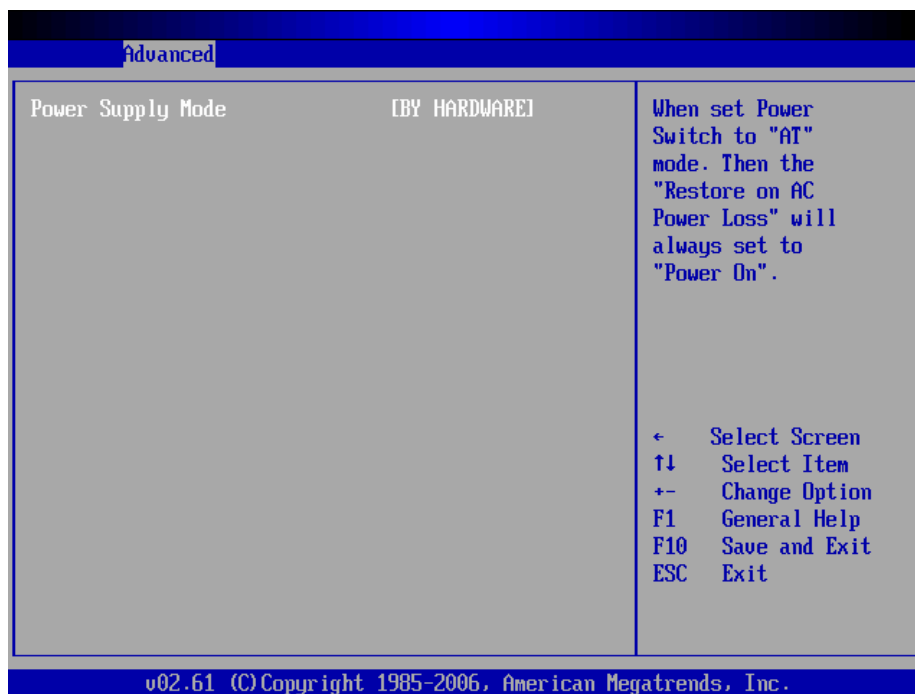 Advanced
Power Supply Mode [BY HARDWARE]
When set Power
Switch to "AT"
mode. Then the
"Restore on AC
Power Loss" will
always set to
"Power On".
← Select Screen
↑↓ Select Item
+- Change Option
F1 General Help
F10 Save and Exit
ESC Exit
v02.61 (C)Copyright 1985-2006, American Megatrends, Inc.